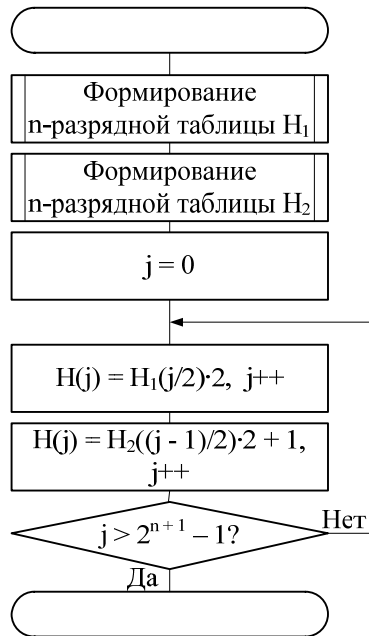 Формирование
n-разрядной таблицы H₁
Формирование
n-разрядной таблицы H₂
j = 0
H(j) = H₁(j/2)·2, j++
H(j) = H₂((j - 1)/2)·2 + 1,
j++
j > 2ⁿ⁺¹ – 1?
Нет
Да